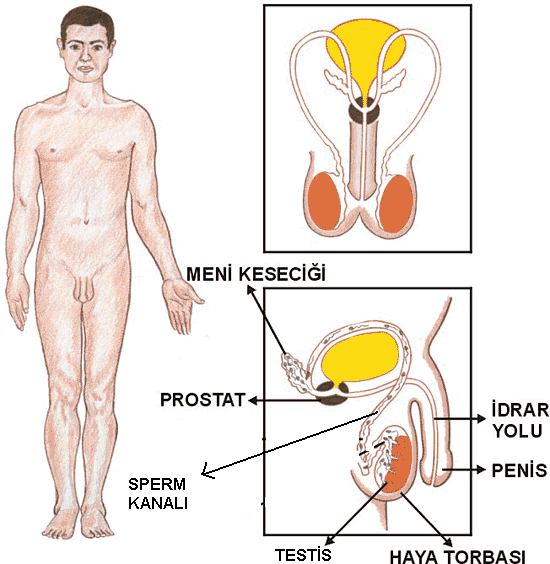 MENİ KESECİĞİ
PROSTAT
İDRAR
YOLU
PENİS
SPERM
KANALI
TESTİS
HAYA TORBASI